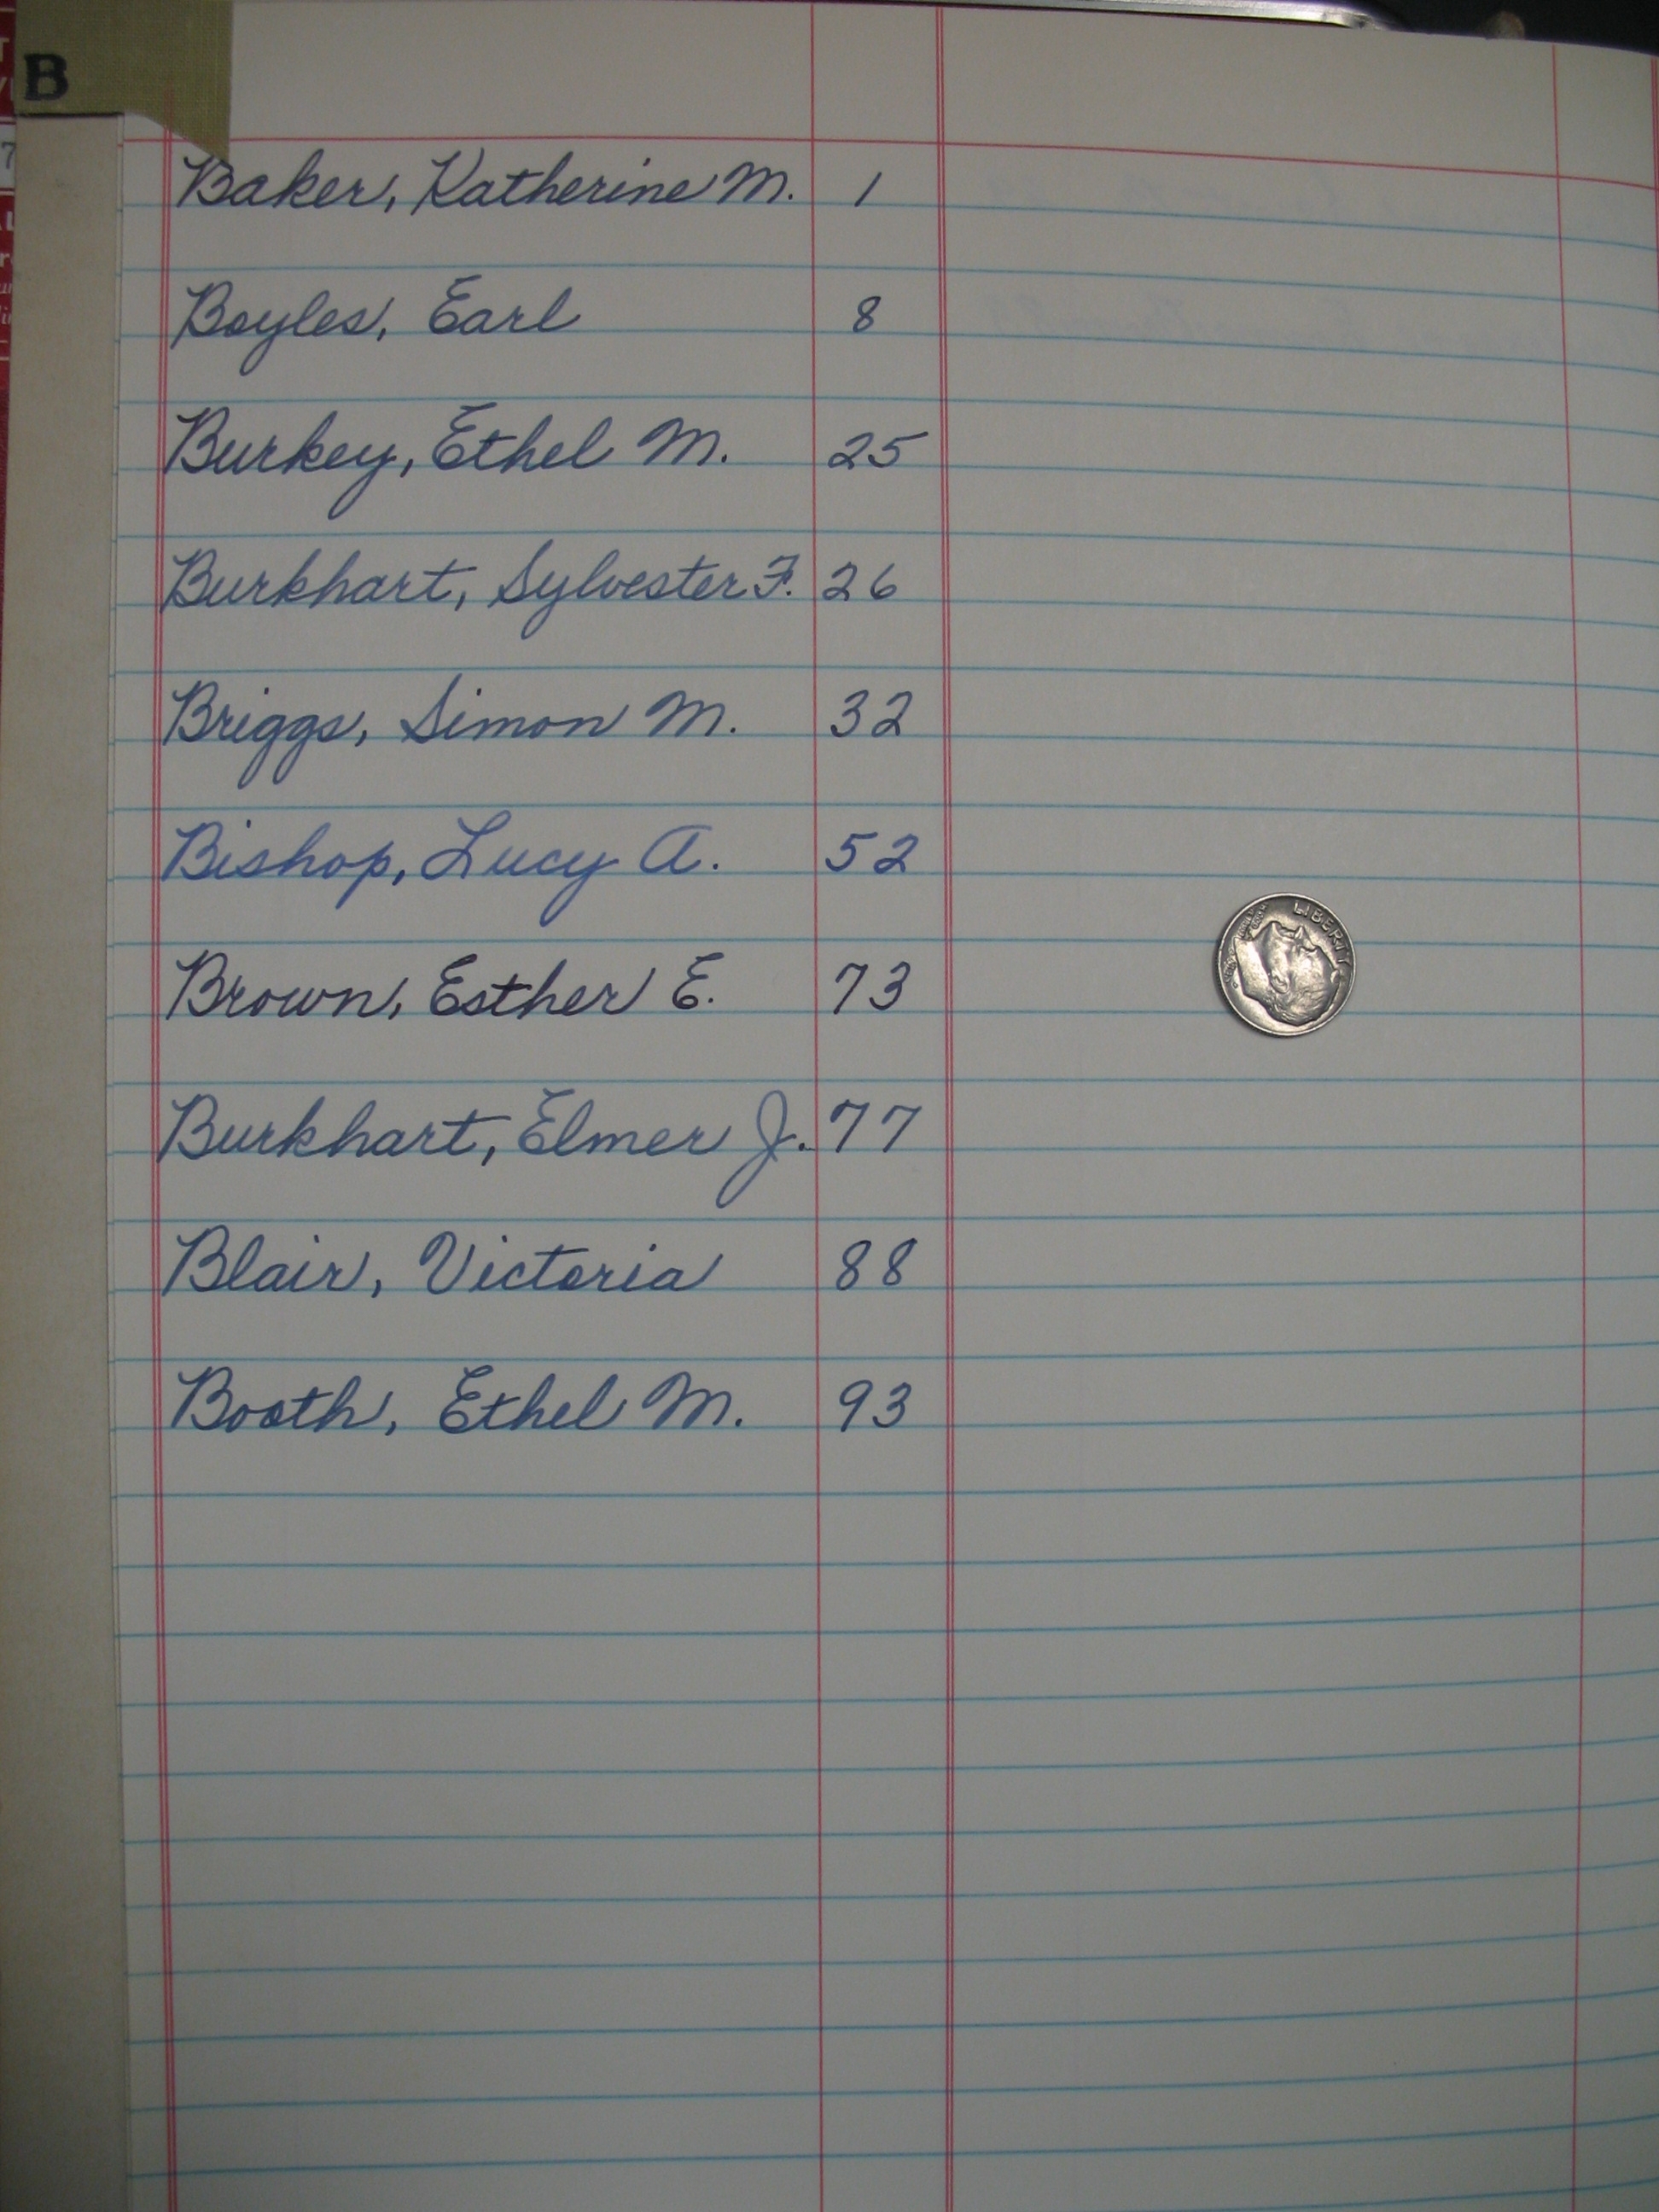 B
Baker, Katherine M. 1
Boyles, Earl 8
Burkey, Ethel M. 25
Burkhart, Sylvester F. 26
Briggs, Simon M. 32
Bishop, Lucy A. 52
LIBERTY
Brown, Esther E. 73
Burkhart, Elmer J. 77
Blair, Victoria 88
Booth, Ethel M. 93